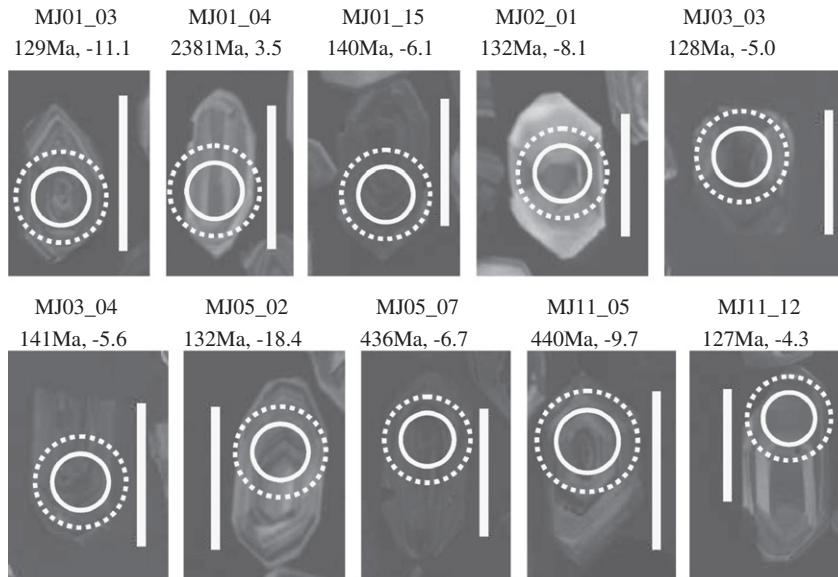 MJ01_03 MJ01_04 MJ01_15 MJ02_01 MJ03_03
129Ma, -11.1 2381Ma, 3.5 140Ma, -6.1 132Ma, -8.1 128Ma, -5.0
MJ03_04 MJ05_02 MJ05_07 MJ11_05 MJ11_12
141Ma, -5.6 132Ma, -18.4 436Ma, -6.7 440Ma, -9.7 127Ma, -4.3